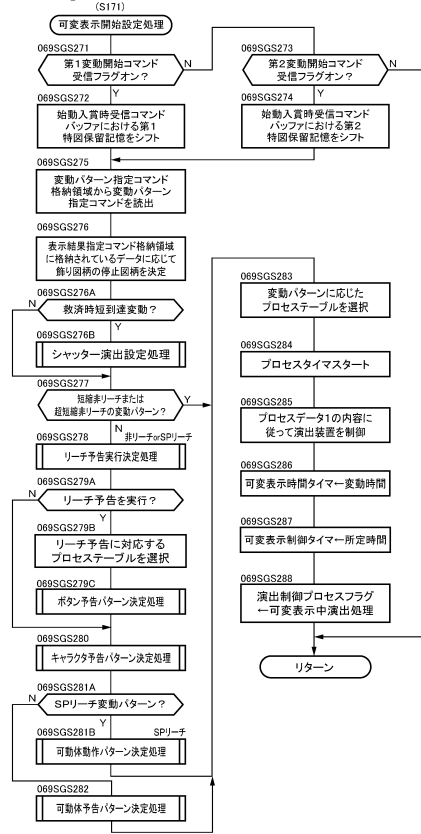 (S171)
可変表示開始設定処理
069SGS271
第1変動開始コマンド
受信フラグオン？
N
Y
069SGS273
第2変動開始コマンド
受信フラグオン？
N
Y
069SGS272
始動入賞時受信コマンド
バッファにおける第1
特図保留記憶をシフト
069SGS274
始動入賞時受信コマンド
バッファにおける第2
特図保留記憶をシフト
069SGS275
変動パターン指定コマンド
格納領域から変動パターン
指定コマンドを読出
069SGS276
表示結果指定コマンド格納領域
に格納されているデータに応じて
飾り図柄の停止図柄を決定
069SGS276A
救済時短到達変動？
N
Y
069SGS276B
シャッター演出設定処理
069SGS277
短縮非リーチまたは
超短縮非リーチの変動パターン？
Y
N
非リーチorSPリーチ
069SGS278
リーチ予告実行決定処理
069SGS279A
リーチ予告を実行？
N
Y
069SGS279B
リーチ予告に対応する
プロセステーブルを選択
069SGS279C
ボタン予告パターン決定処理
069SGS280
キャラクタ予告パターン決定処理
069SGS281A
SPリーチ変動パターン？
N
Y
069SGS281B
SPリーチ
可動体動作パターン決定処理
069SGS282
可動体予告パターン決定処理
069SGS283
変動パターンに応じた
プロセステーブルを選択
069SGS284
プロセスタイマスタート
069SGS285
プロセスデータ1の内容に
従って演出装置を制御
069SGS286
可変表示時間タイマ←変動時間
069SGS287
可変表示制御タイマ←所定時間
069SGS288
演出制御プロセスフラグ
←可変表示中演出処理
リターン